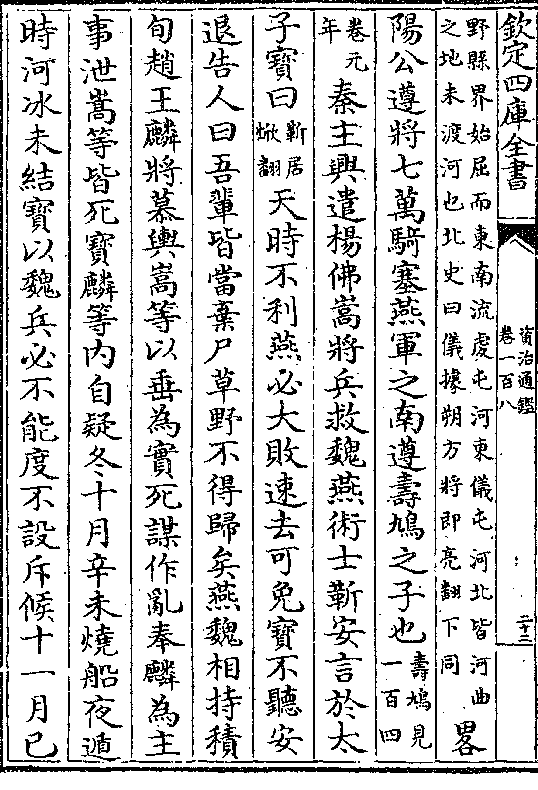 欽定四庫全書
資治通鑑
卷一百八
二十三
野縣界始屈而東南流虔屯河東儀屯河北皆河曲
之地未渡河也北史曰儀據朔方將即亮翻下同
畧
陽公遵將七萬騎塞燕軍之南遵壽鳩之子也
壽鳩見
一百四
卷元
年
秦主興遣楊佛嵩將兵救魏燕術士靳安言於太
子寶曰
靳居
焮翻
天時不利燕必大敗速去可免寶不聽安
退告人曰吾輩皆當棄尸草野不得歸矣燕魏相持積
旬趙王麟將慕輿嵩等以垂為實死謀作亂奉麟為主
事泄嵩等皆死寶麟等内自疑冬十月辛未燒船夜遁
時河冰未結寶以魏兵必不能度不設斥候十一月已